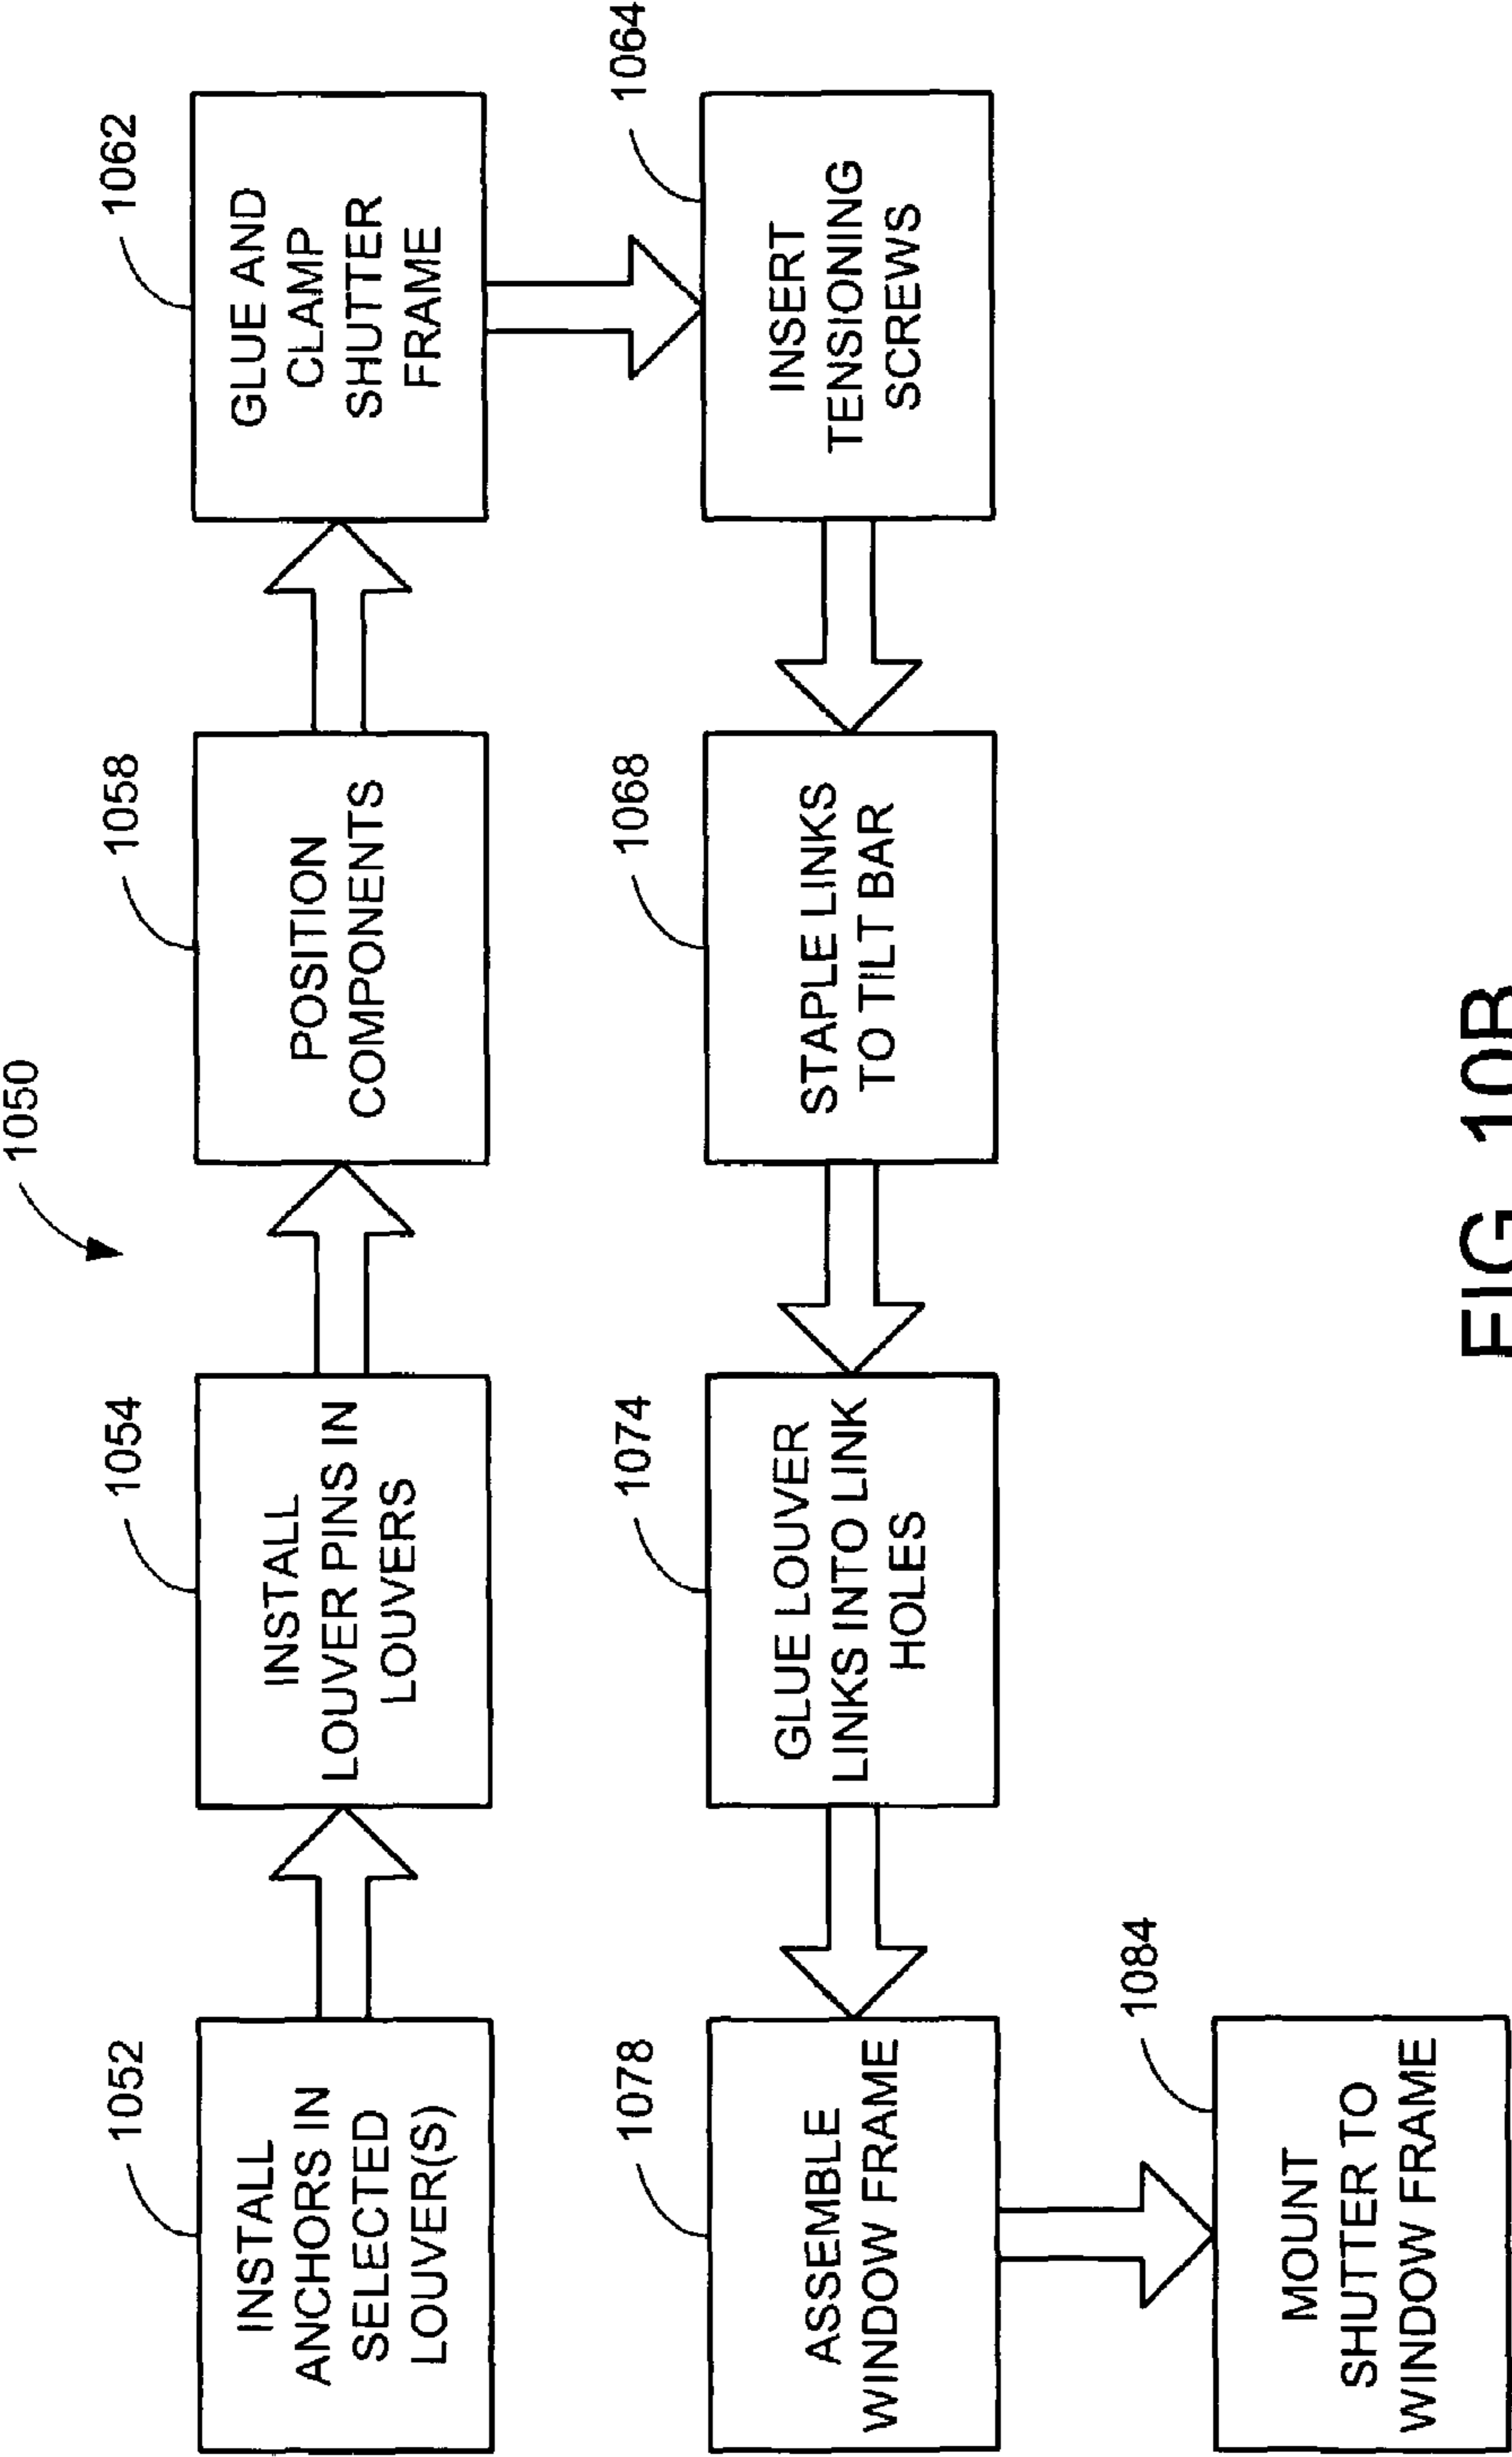 1050
1052
INSTALL
ANCHORS IN
SELECTED
LOUVER(S)
1054
INSTALL
LOUVER PINS IN
LOUVERS
1058
POSITION
COMPONENTS
1062
GLUE AND
CLAMP
SHUTTER
FRAME
1064
INSERT
TENSIONING
SCREWS
1068
STAPLE LINKS
TO TILT BAR
1074
GLUE LOUVER
LINKS INTO LINK
HOLES
1078
ASSEMBLE
WINDOW FRAME
1084
MOUNT
SHUTTER TO
WINDOW FRAME
FIG. 10B